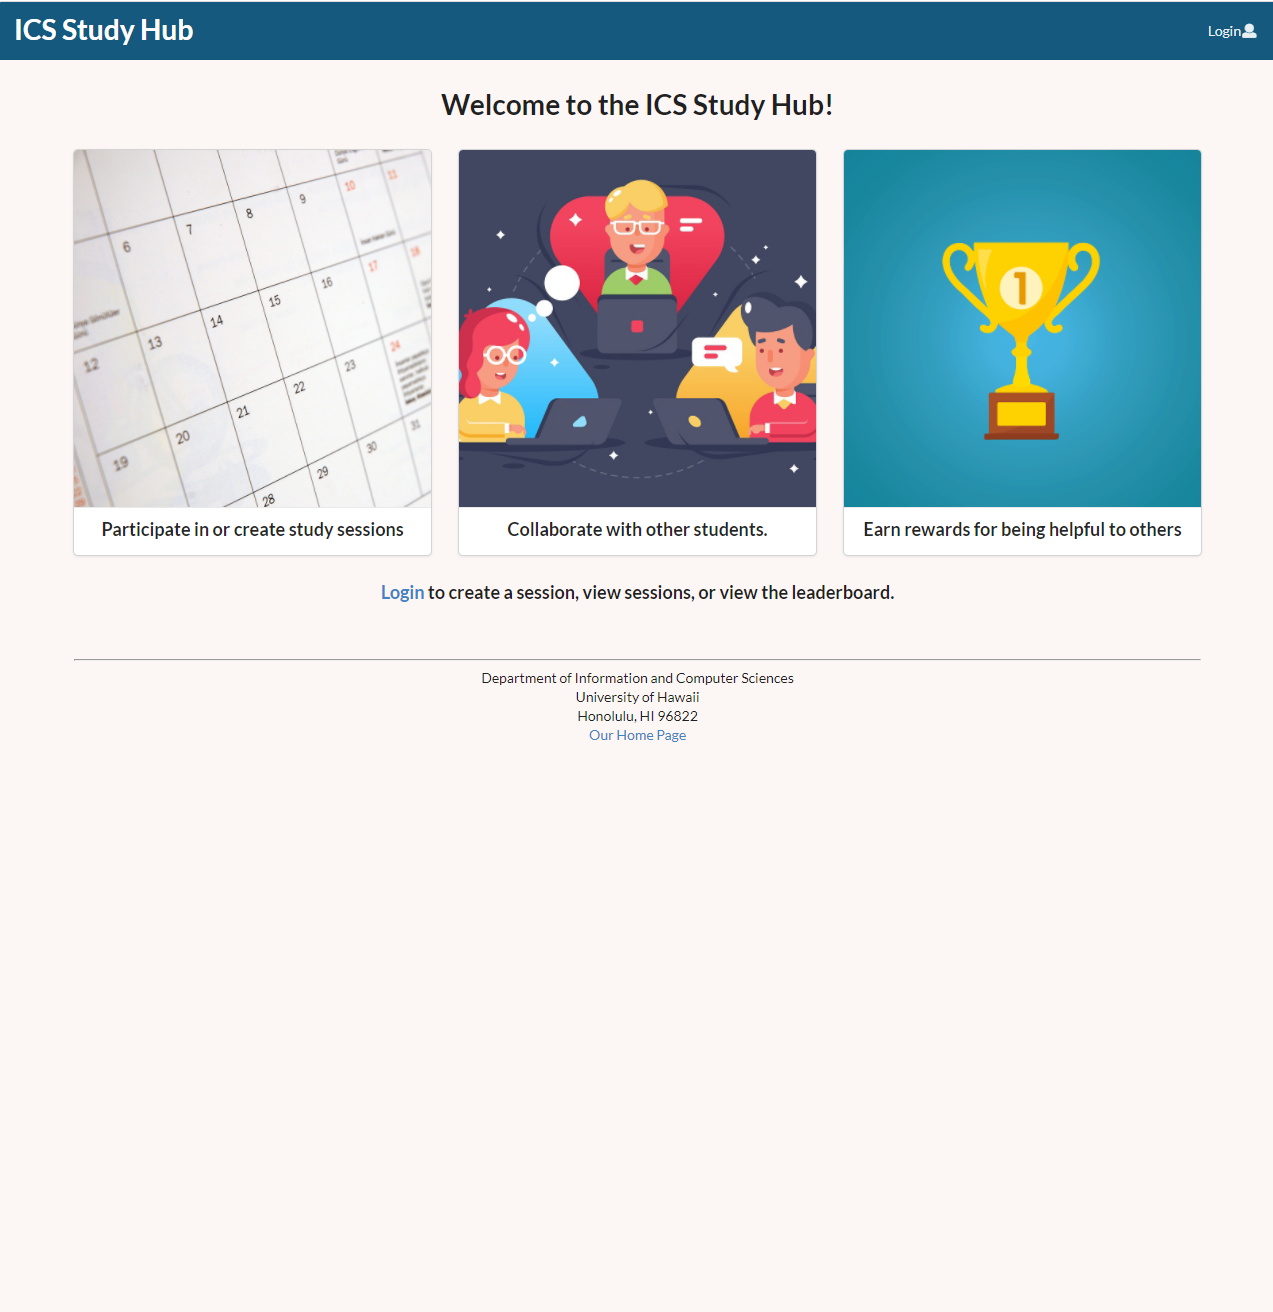 ICS Study Hub
Login
Welcome to the ICS Study Hub!
10 11
6 7 8 9
17 18
12 13 14 15 16
24
19 20 21 22 23
28 29 30 31
1
Participate in or create study sessions
Collaborate with other students.
Earn rewards for being helpful to others
Login to create a session, view sessions, or view the leaderboard.
Department of Information and Computer Sciences
University of Hawaii
Honolulu, HI 96822
Our Home Page